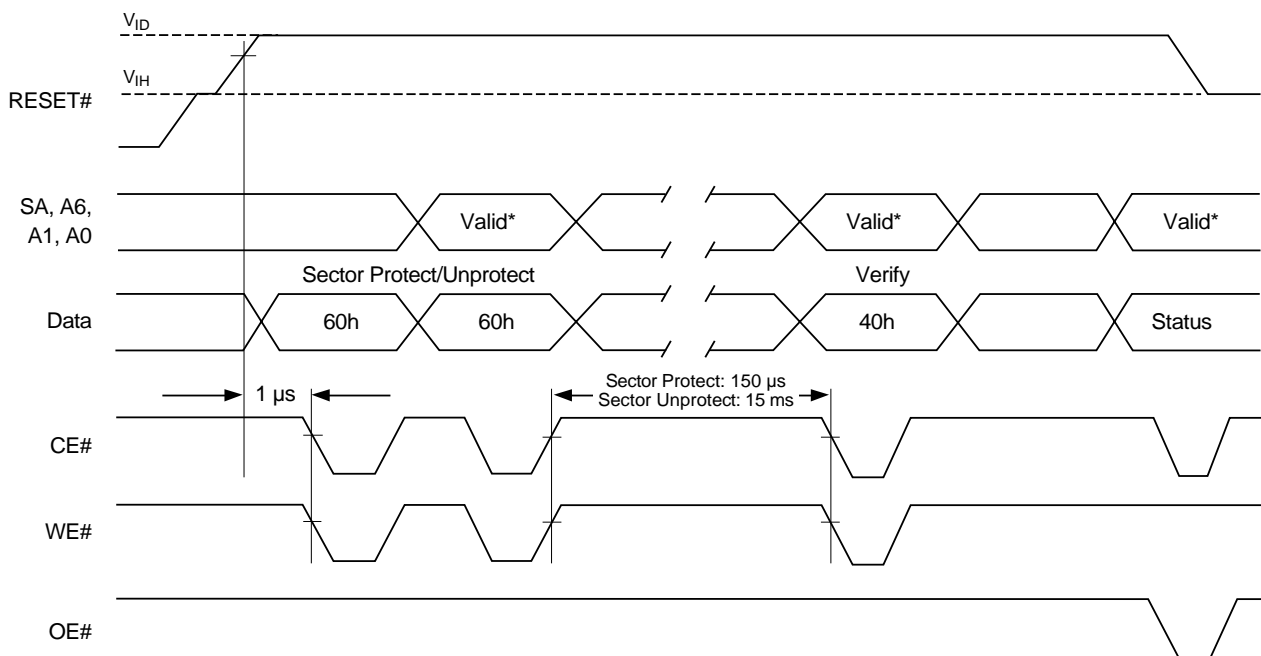 VID
VIH
RESET#
SA, A6,
A1, A0
Valid*
Valid*
Valid*
Sector Protect/Unprotect
Verify
Data
60h
60h
40h
Status
1 µs
Sector Protect: 150 µs
Sector Unprotect: 15 ms
CE#
WE#
OE#